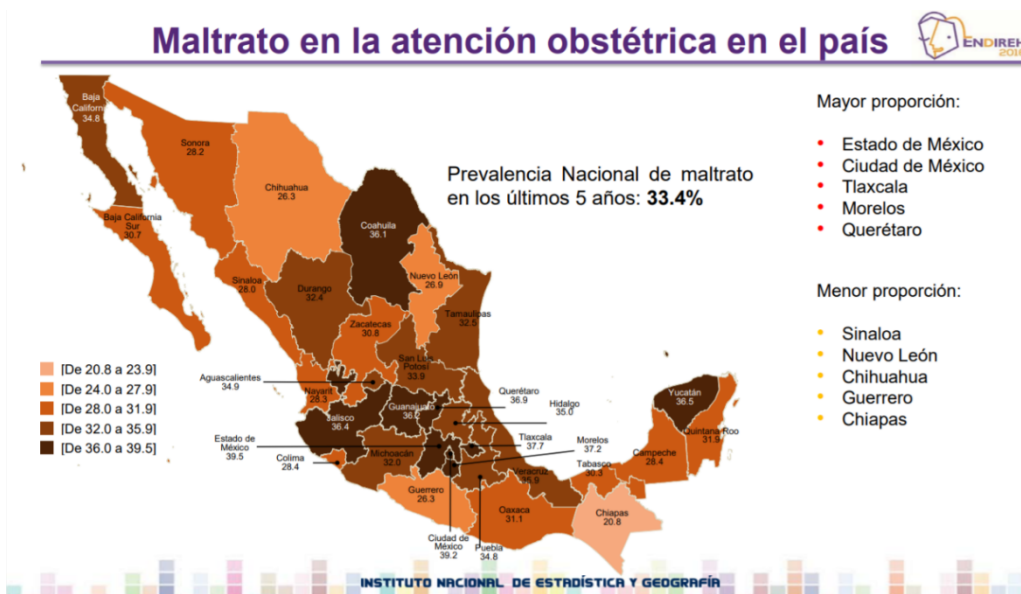 Maltrato en la atención obstétrica en el país
ENDIREH
Prevalencia Nacional de maltrato
en los últimos 5 años: 33.4%
Mayor proporción:
• Estado de México
• Ciudad de México
• Tlaxcala
• Morelos
• Querétaro
Menor proporción:
• Sinaloa
• Nuevo León
• Chihuahua
• Guerrero
• Chiapas
Baja
California
34.8
Sonora
28.2
Chihuahua
26.3
Coahuila
36.1
Baja California
Sur
30.7
Nuevo León
26.9
Sinaloa
28.0
Durango
32.4
Tamaulipas
32.5
Zacatecas
30.8
San Luis
Potosí
33.9
Aguascalientes
34.9
Nayarit
28.3
Guanajuato
Querétaro
36.9
Hidalgo
35.0
Yucatán
36.5
Jalisco
36.4
Quintana Roo
31.9
Estado de
México
39.5
Tlaxcala
37.7
Morelos
37.2
Colima
28.4
Michoacán
32.0
Veracruz
Tabasco
30.3
Campeche
28.4
Guerrero
26.3
Oaxaca
31.1
Chiapas
20.8
Ciudad de
México
39.2
Puebla
34.8
[De 20.8 a 23.9]
[De 24.0 a 27.9]
[De 28.0 a 31.9]
[De 32.0 a 35.9]
[De 36.0 a 39.5]
INSTITUTO NACIONAL DE ESTADÍSTICA Y GEOGRAFÍA